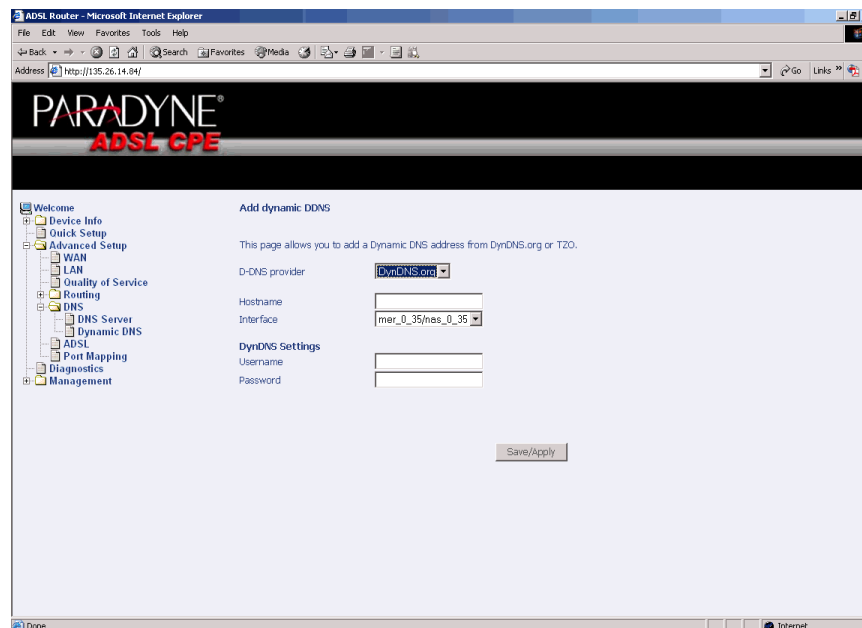 ADSL Router - Microsoft Internet Explorer
File Edit View Favorites Tools Help
Back Search Favorites Media
Address http://135.26.14.84/ Go Links »
PARADYNE®
ADSL CPE
Welcome
Device Info
Quick Setup
Advanced Setup
WAN
LAN
Quality of Service
Routing
DNS
DNS Server
Dynamic DNS
ADSL
Port Mapping
Diagnostics
Management
Add dynamic DDNS
This page allows you to add a Dynamic DNS address from DynDNS.org or TZO.
D-DNS provider DynDNS.org
Hostname
Interface mer_0_35/nas_0_35
DynDNS Settings
Username
Password
Save/Apply
Done Internet